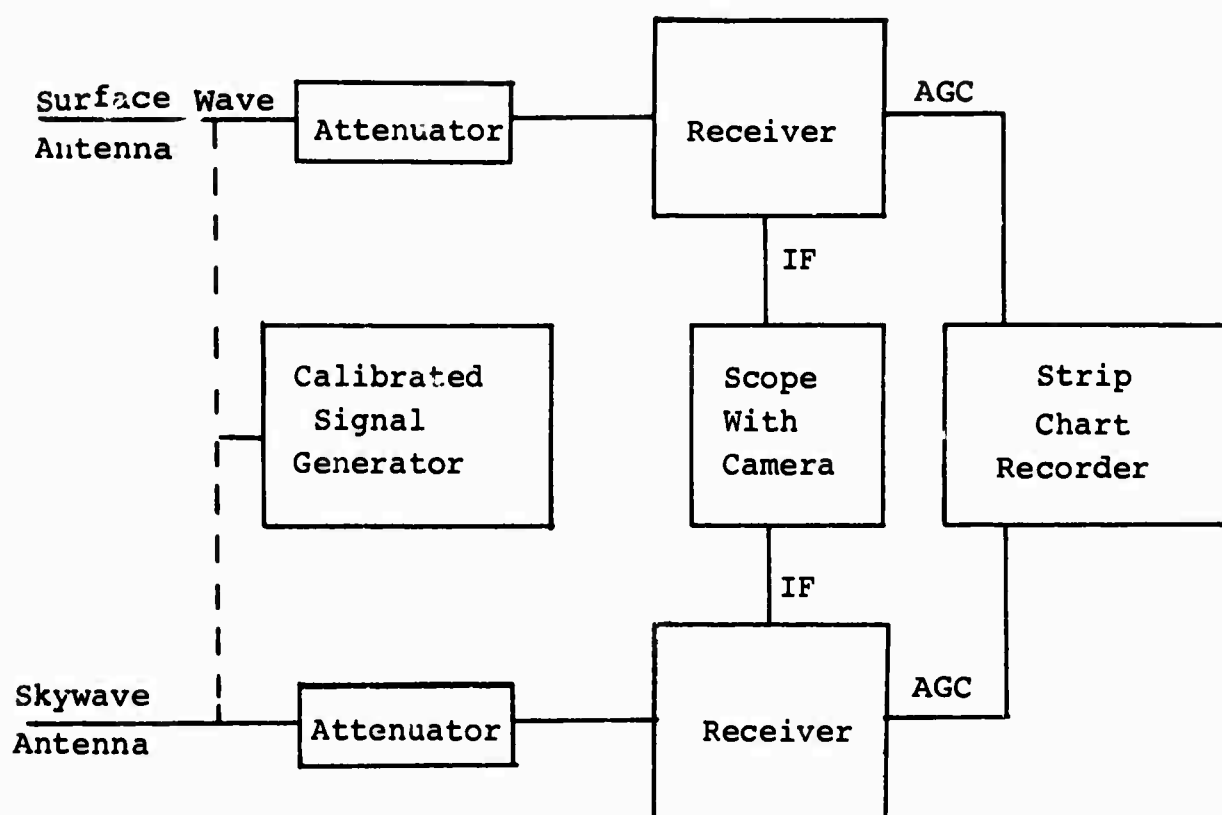 Surface Wave
Antenna
Attenuator
Receiver
AGC
IF
Calibrated
Signal
Generator
Scope
With
Camera
Strip
Chart
Recorder
IF
Skywave
Antenna
Attenuator
Receiver
AGC